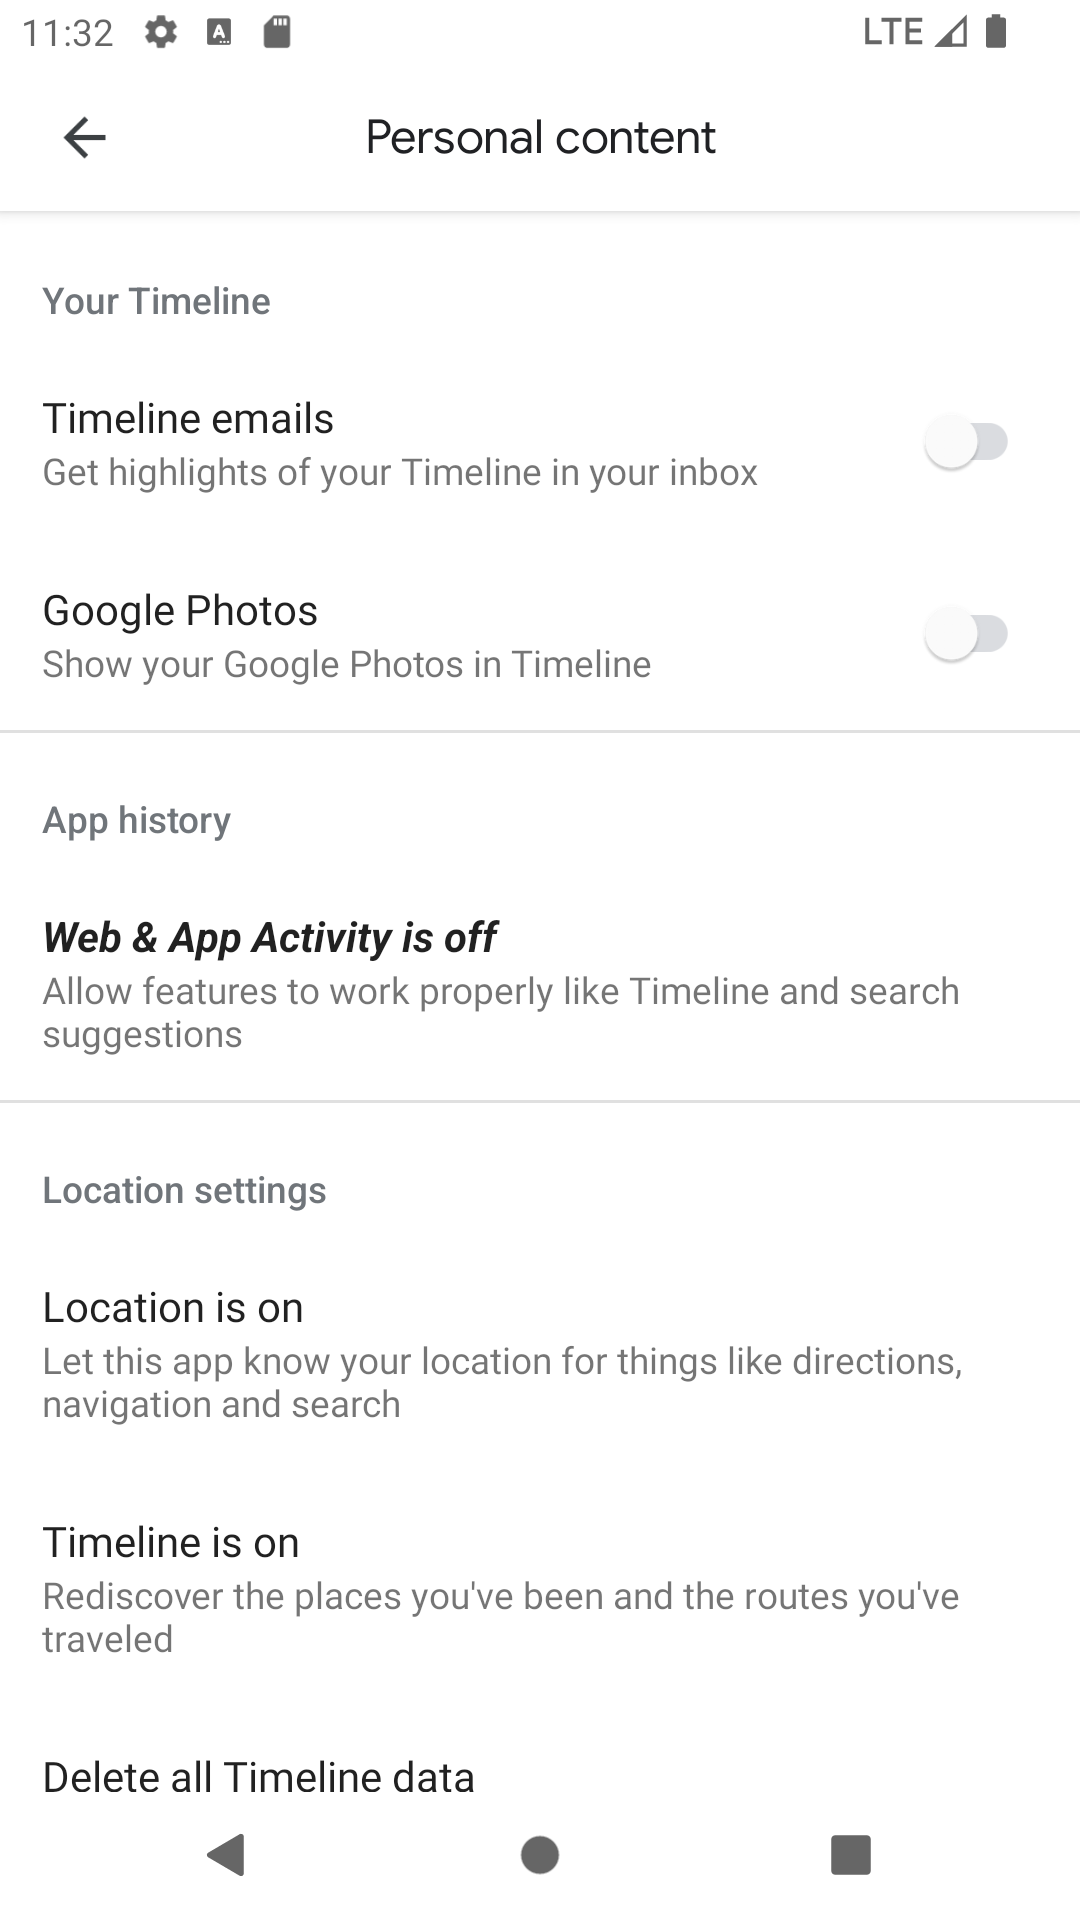 11:32
LTE
Personal content
Your Timeline
Timeline emails
Get highlights of your Timeline in your inbox
Google Photos
Show your Google Photos in Timeline
App history
Web & App Activity is off
Allow features to work properly like Timeline and search
suggestions
Location settings
Location is on
Let this app know your location for things like directions,
navigation and search
Timeline is on
Rediscover the places you've been and the routes you've
traveled
Delete all Timeline data